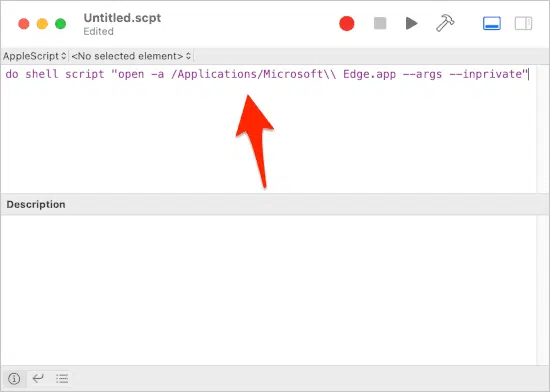 Untitled.scpt
Edited
AppleScript <No selected element>
do shell script "open -a /Applications/Microsoft\\ Edge.app --args --inprivate"
Description